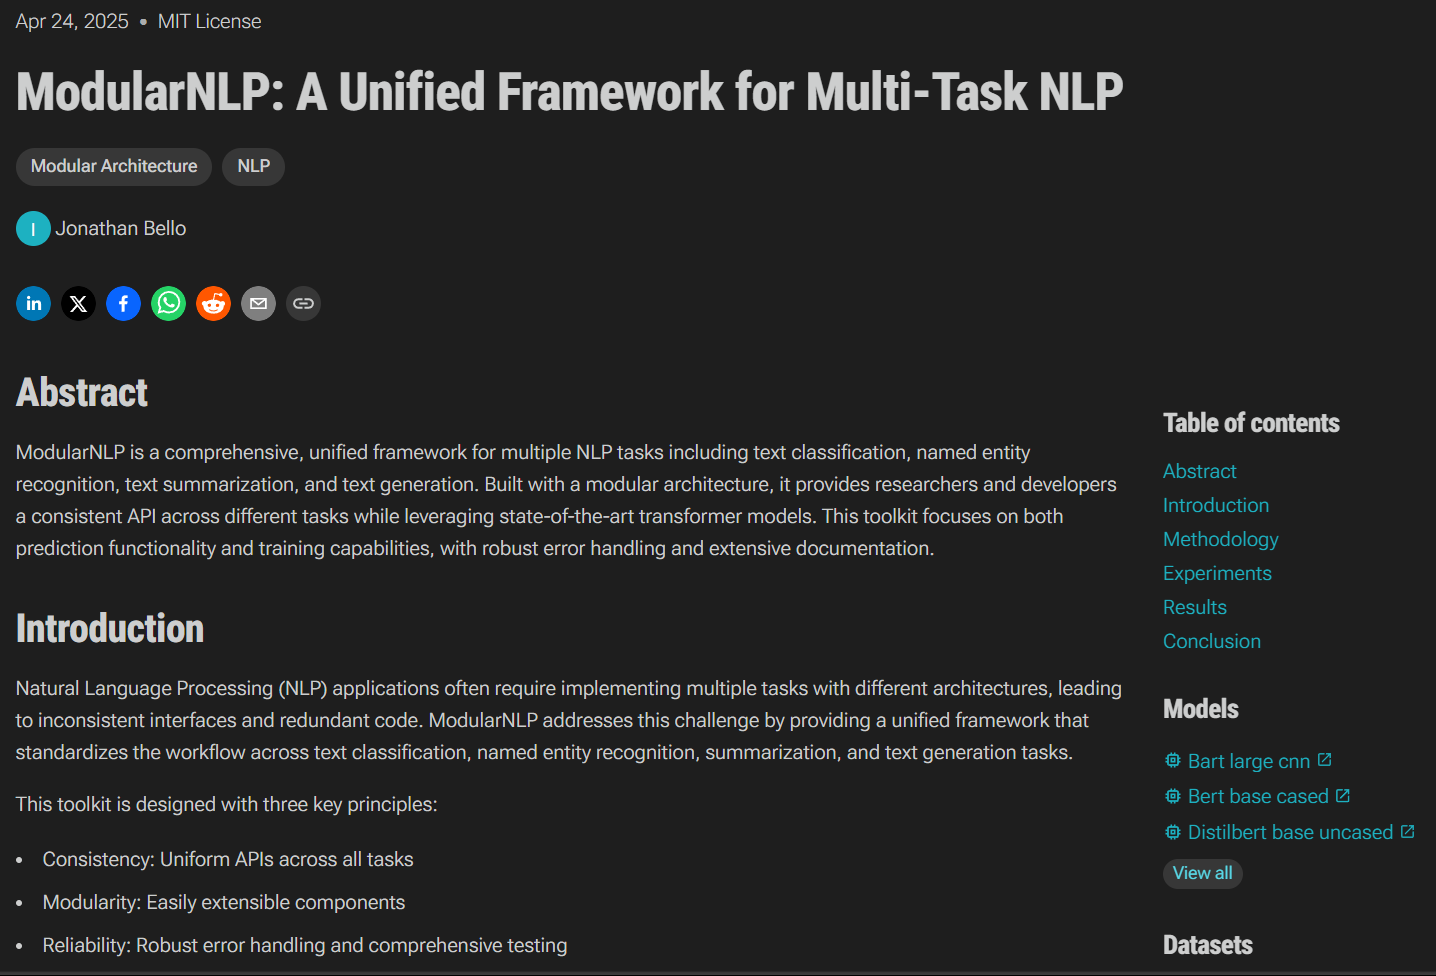 Apr 24, 2025 • MIT License
ModularNLP: A Unified Framework for Multi-Task NLP
Modular Architecture NLP
I Jonathan Bello
in X f
Abstract
ModularNLP is a comprehensive, unified framework for multiple NLP tasks including text classification, named entity
recognition, text summarization, and text generation. Built with a modular architecture, it provides researchers and developers
a consistent API across different tasks while leveraging state-of-the-art transformer models. This toolkit focuses on both
prediction functionality and training capabilities, with robust error handling and extensive documentation.
Introduction
Natural Language Processing (NLP) applications often require implementing multiple tasks with different architectures, leading
to inconsistent interfaces and redundant code. ModularNLP addresses this challenge by providing a unified framework that
standardizes the workflow across text classification, named entity recognition, summarization, and text generation tasks.
This toolkit is designed with three key principles:
• Consistency: Uniform APIs across all tasks
• Modularity: Easily extensible components
• Reliability: Robust error handling and comprehensive testing
Table of contents
Abstract
Introduction
Methodology
Experiments
Results
Conclusion
Models
Bart large cnn
Bert base cased
Distilbert base uncased
View all
Datasets